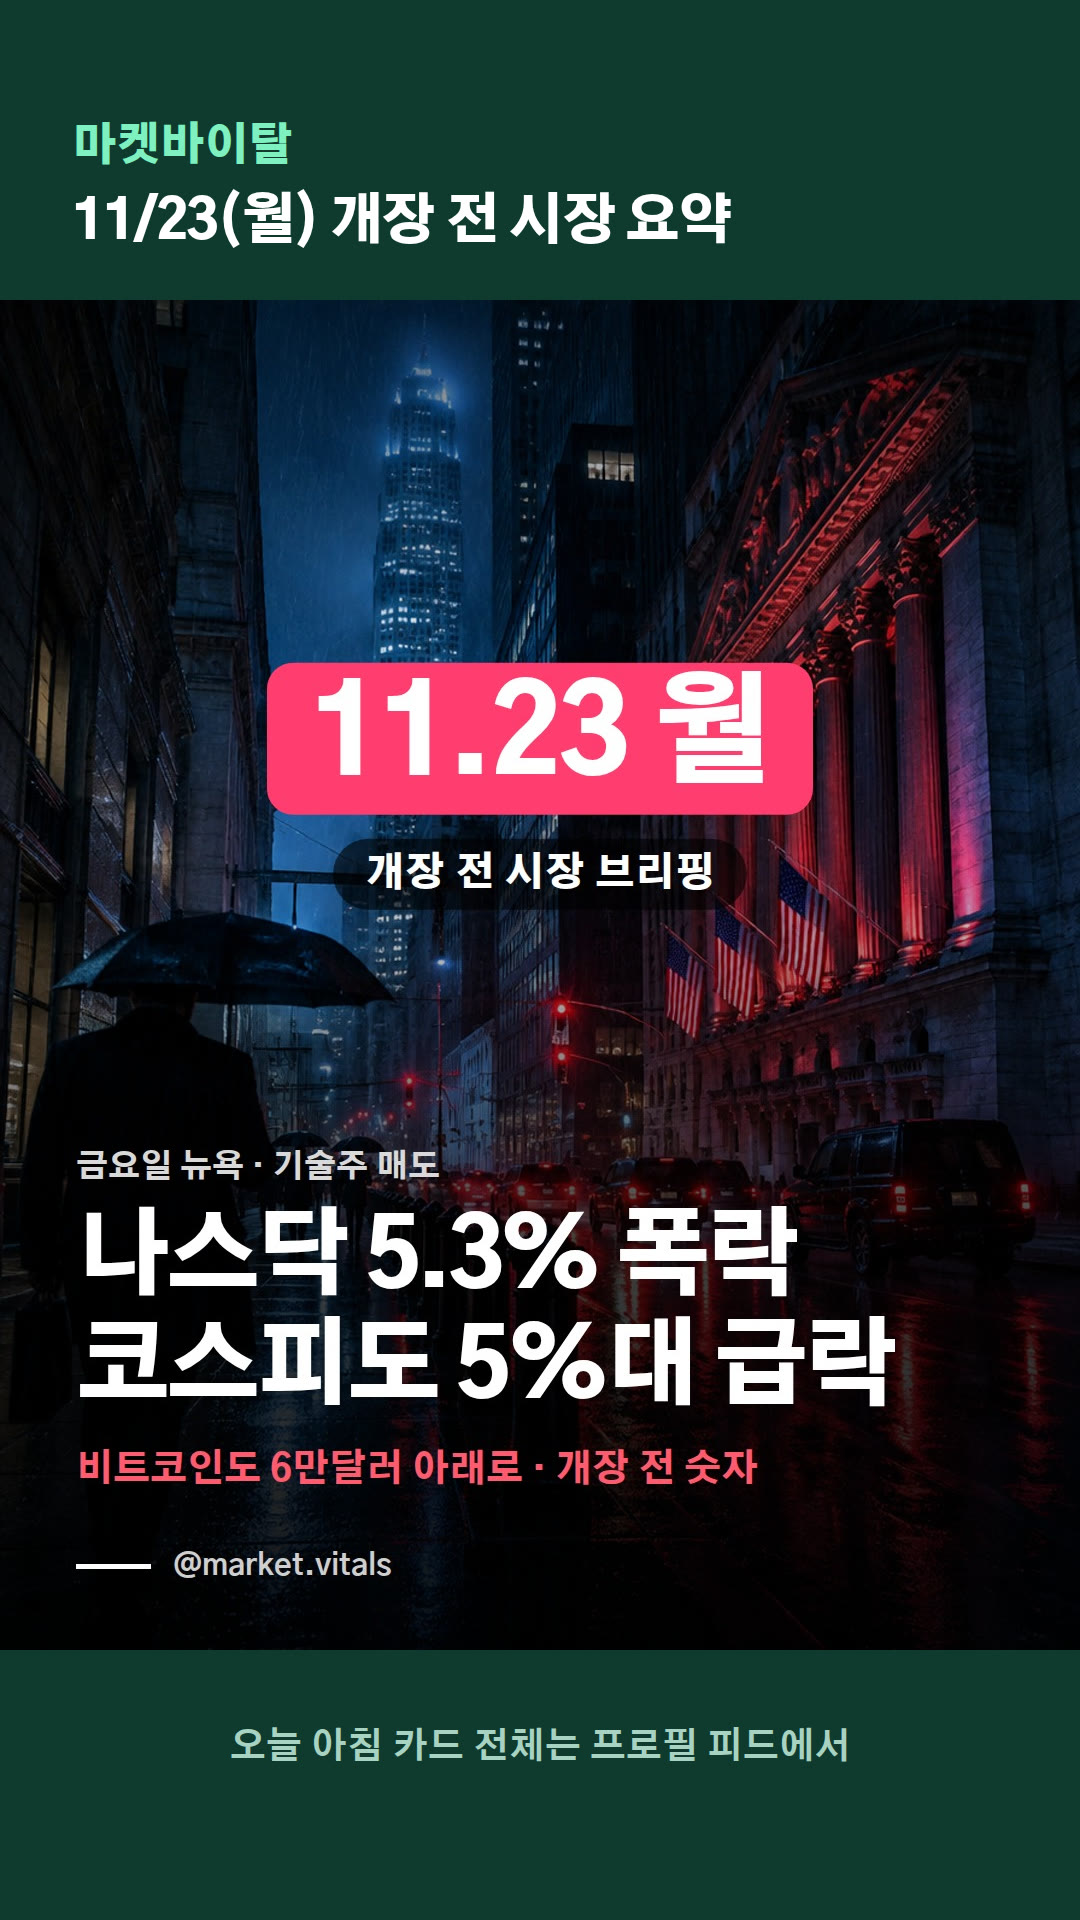 마켓바이탈
11/23(월) 개장 전 시장 요약
11.23 월
개장 전 시장 브리핑
금요일 뉴욕 · 기술주 매도
나스닥 5.3% 폭락
코스피도 5%대 급락
비트코인도 6만달러 아래로 · 개장 전 숫자
@market.vitals
오늘 아침 카드 전체는 프로필 피드에서